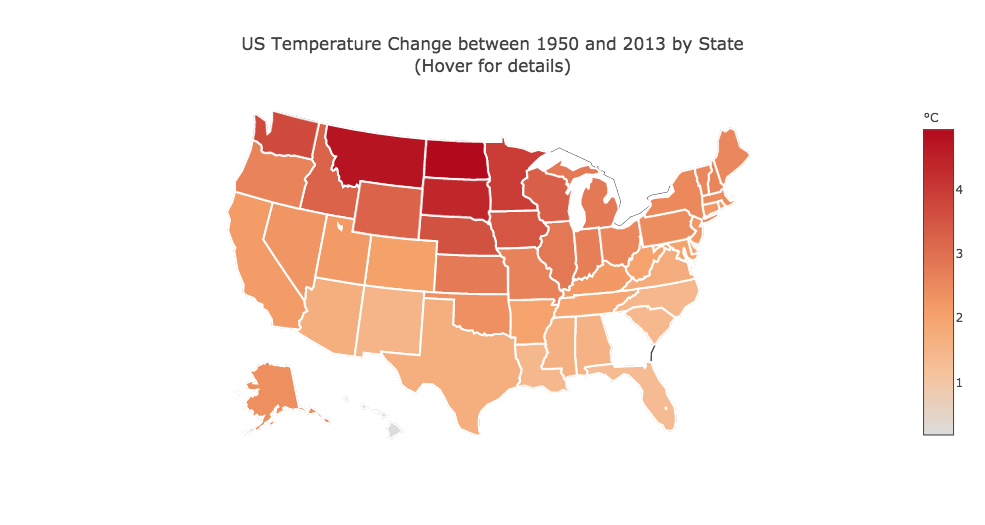 US Temperature Change between 1950 and 2013 by State
(Hover for details)
°C
4
3
2
1